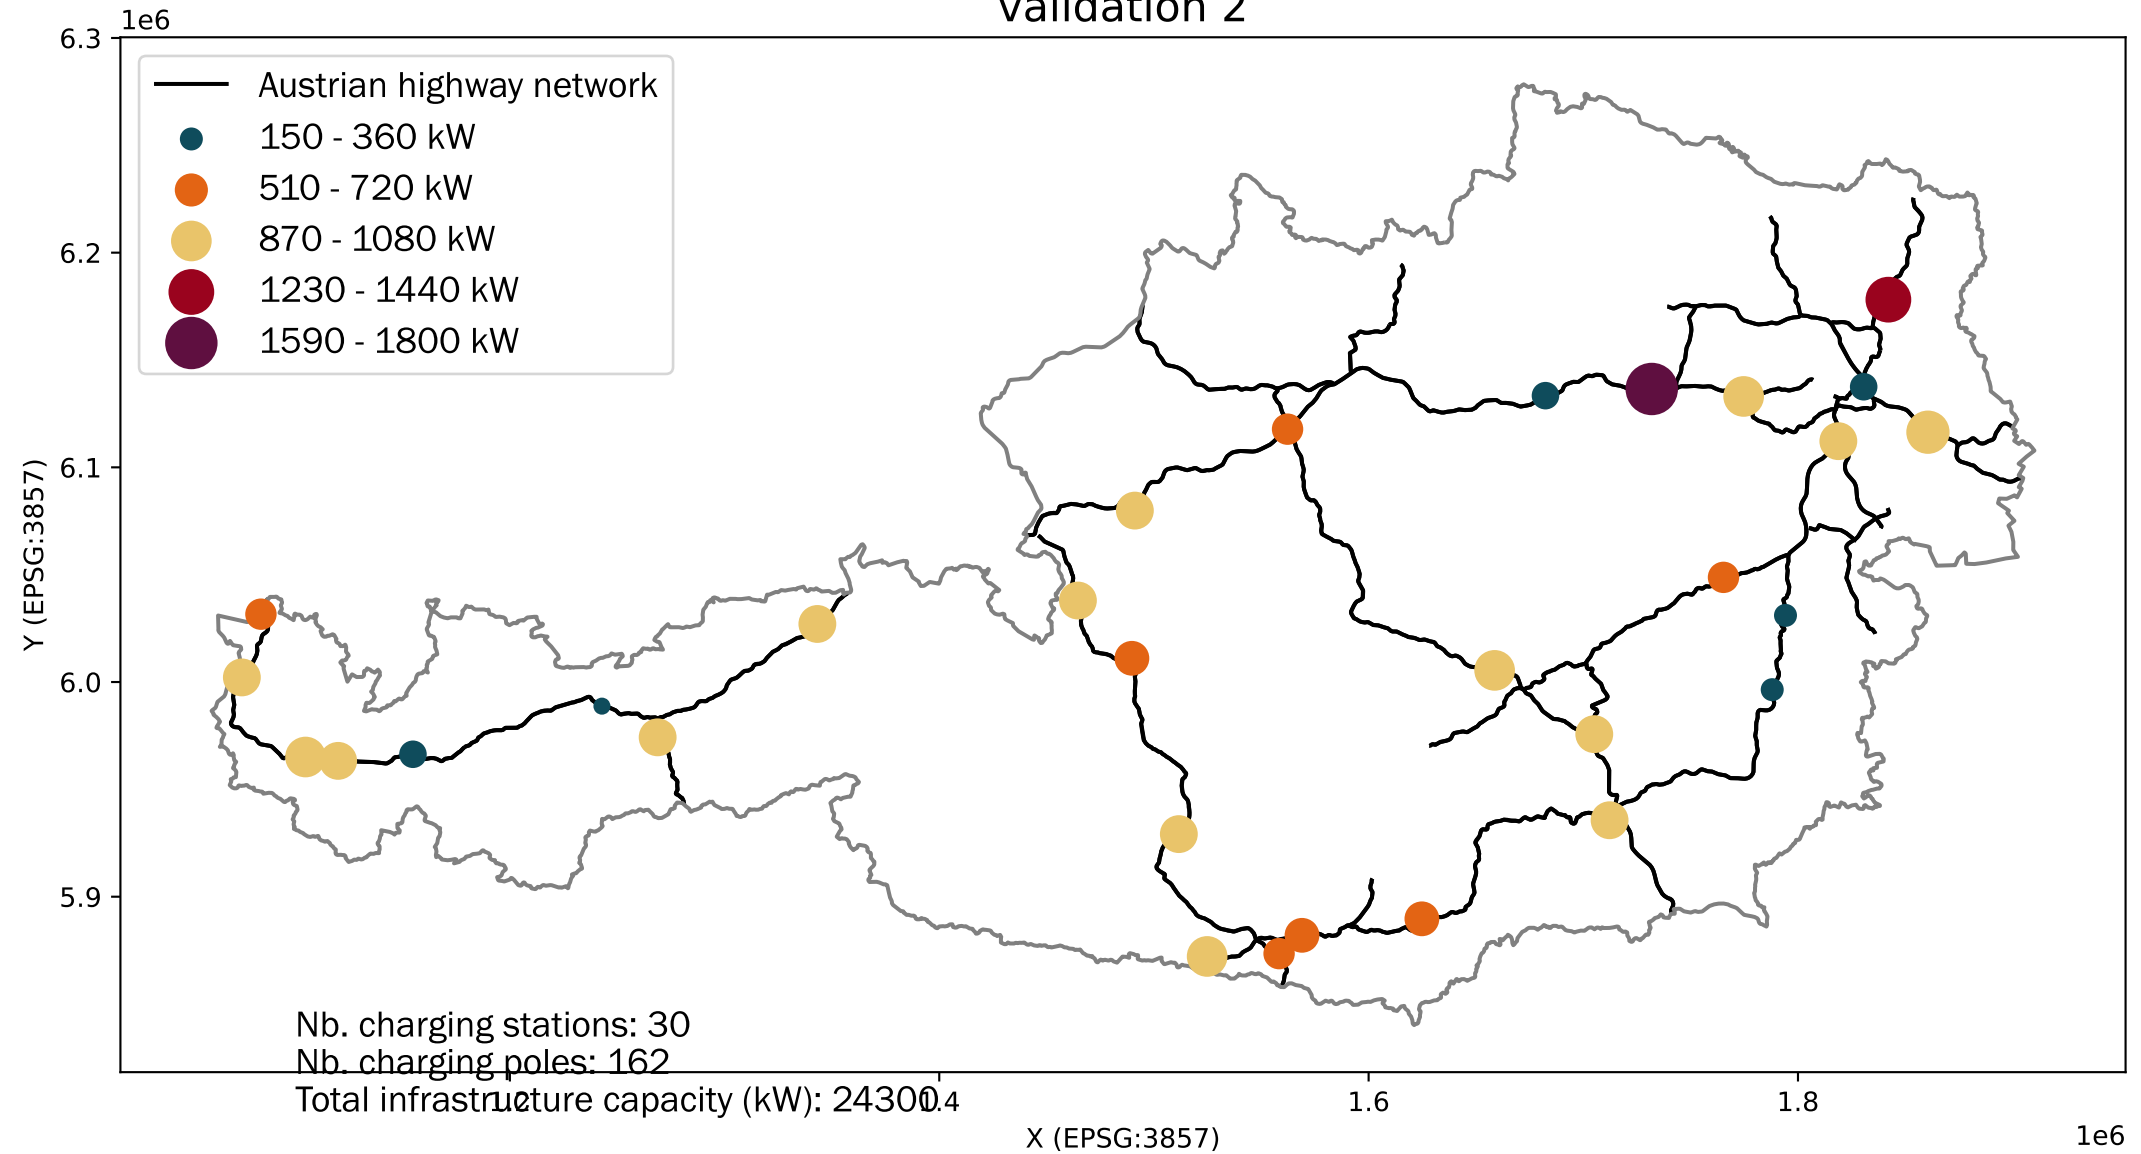 Validation 2
1e6
6.3
6.2
6.1
6.0
5.9
Y (EPSG:3857)
Austrian highway network
150 - 360 kW
510 - 720 kW
870 - 1080 kW
1230 - 1440 kW
1590 - 1800 kW
Nb. charging stations: 30
Nb. charging poles: 162
Total infrastructure capacity (kW): 24300
1.2
1.4
1.6
1.8
X (EPSG:3857)
1e6